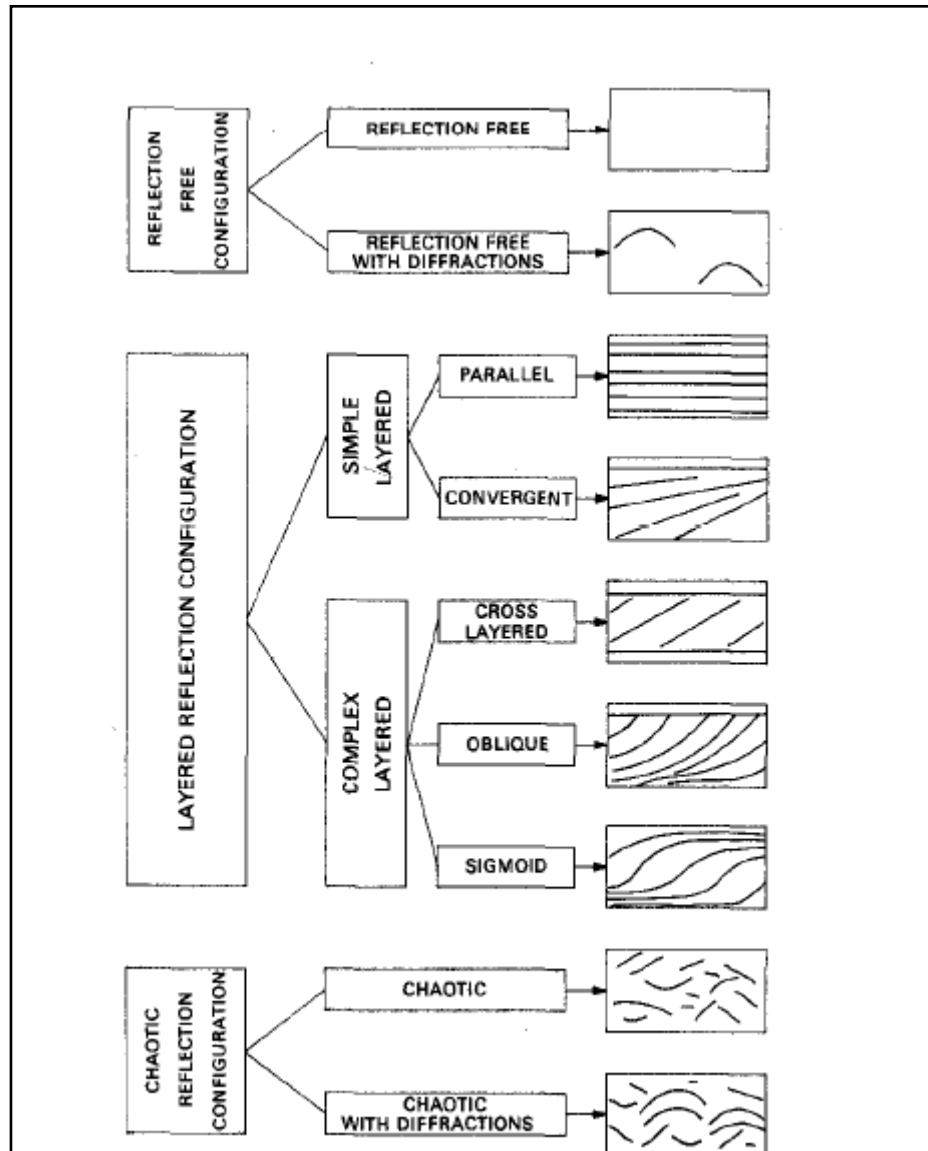 REFLECTION
FREE
CONFIGURATION
REFLECTION FREE
REFLECTION FREE
WITH DIFFRACTIONS
LAYERED REFLECTION CONFIGURATION
SIMPLE
LAYERED
PARALLEL
CONVERGENT
COMPLEX
LAYERED
CROSS
LAYERED
OBLIQUE
SIGMOID
CHAOTIC
REFLECTION
CONFIGURATION
CHAOTIC
CHAOTIC
WITH DIFFRACTIONS